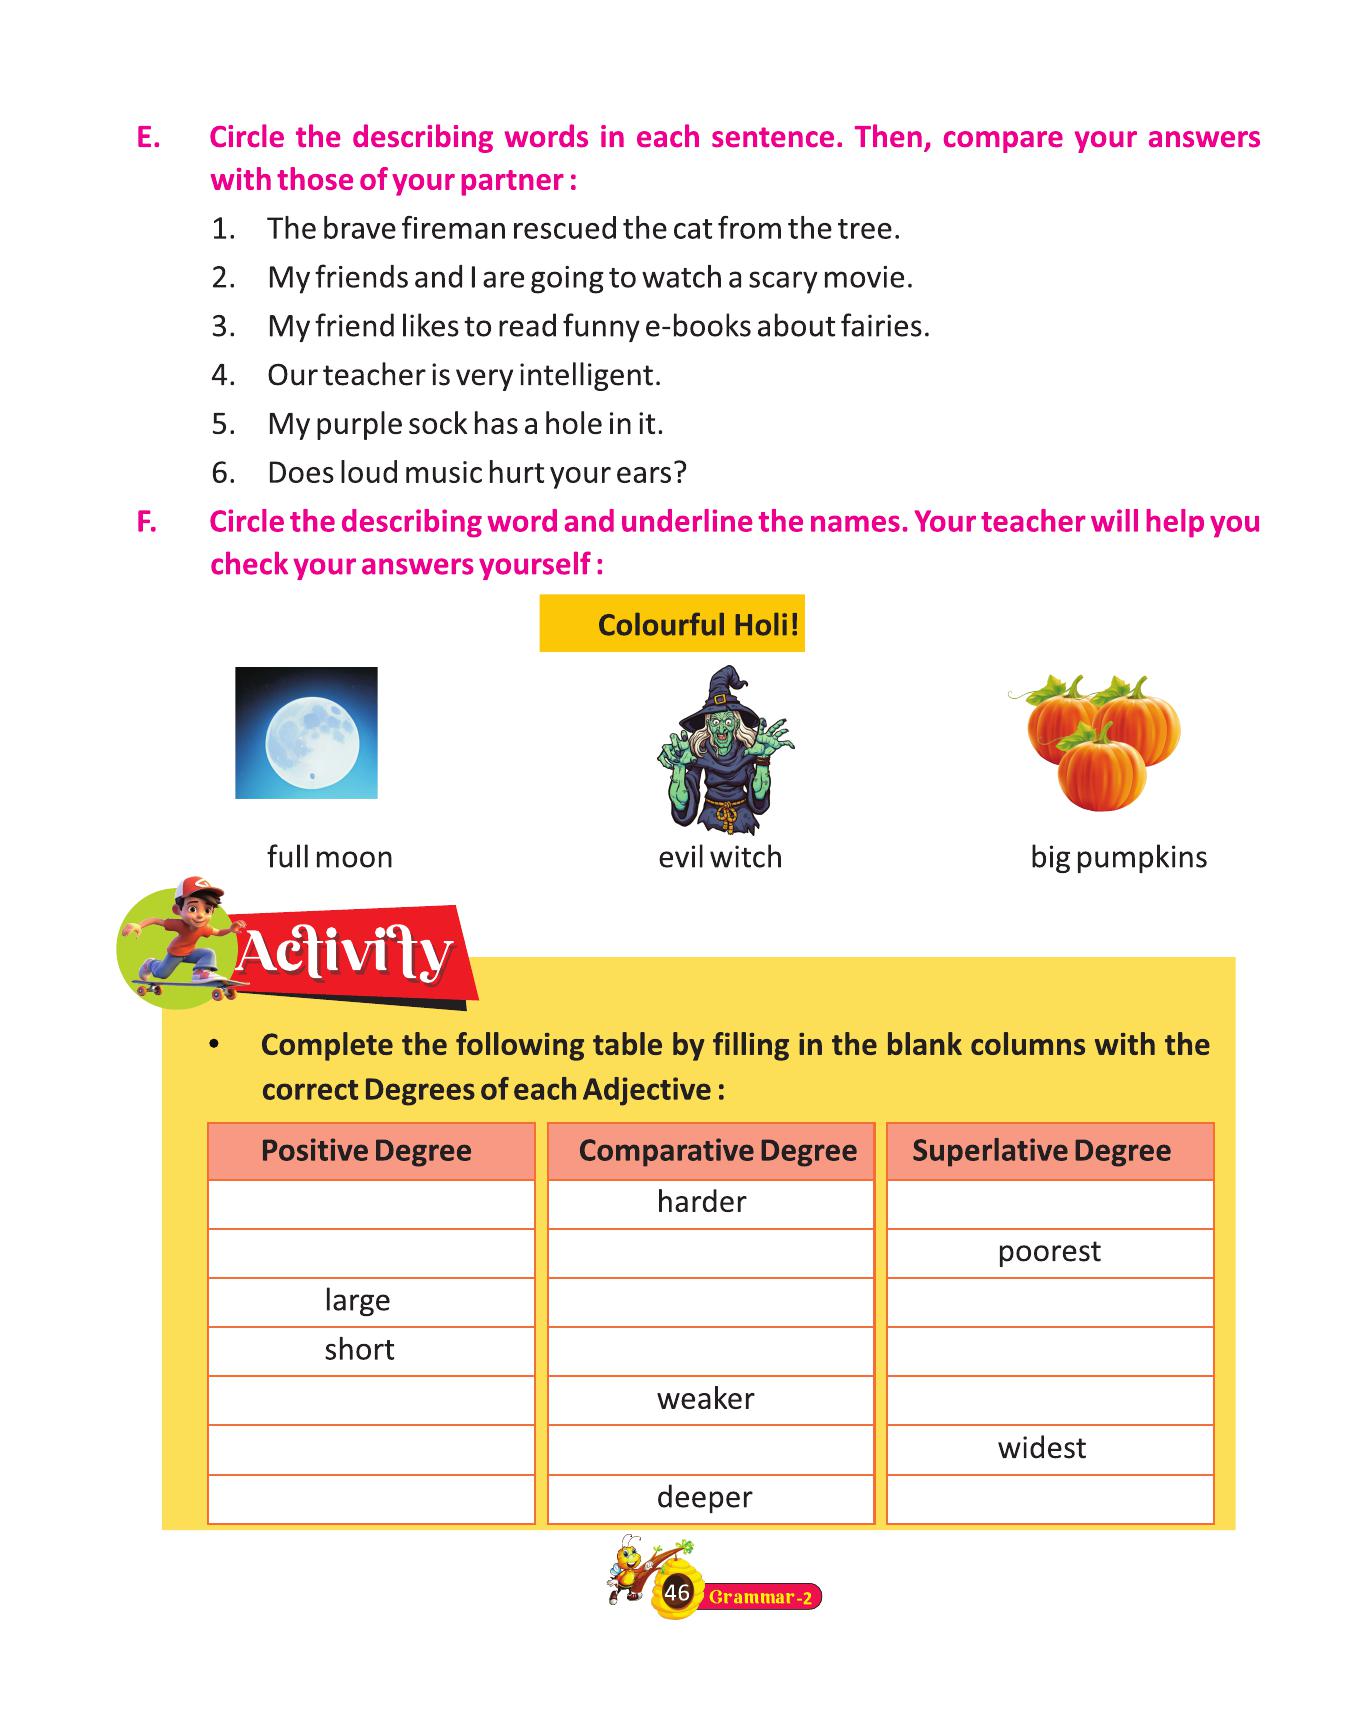 E. Circle the describing words in each sentence. Then, compare your answers
with those of your partner :
1. The brave fireman rescued the cat from the tree.
2. My friends and I are going to watch a scary movie.
3. My friend likes to read funny e-books about fairies.
4. Our teacher is very intelligent.
5. My purple sock has a hole in it.
6. Does loud music hurt your ears?
F. Circle the describing word and underline the names. Your teacher will help you
check your answers yourself :
Colourful Holi!
full moon evil witch big pumpkins
Activity
• Complete the following table by filling in the blank columns with the
correct Degrees of each Adjective :
Positive Degree Comparative Degree Superlative Degree
harder
poorest
large
short
weaker
widest
deeper
46 Grammar-2